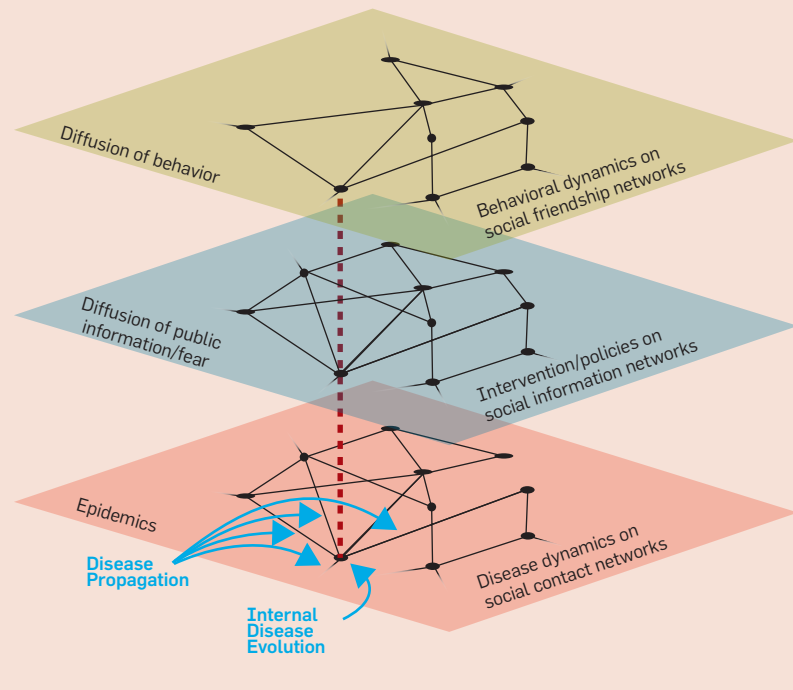 Diffusion of behavior
Behavioral dynamics on
social friendship networks
Diffusion of public
information/fear
Intervention/policies on
social information networks
Epidemics
Disease
Propagation
Disease dynamics on
social contact networks
Internal
Disease
Evolution